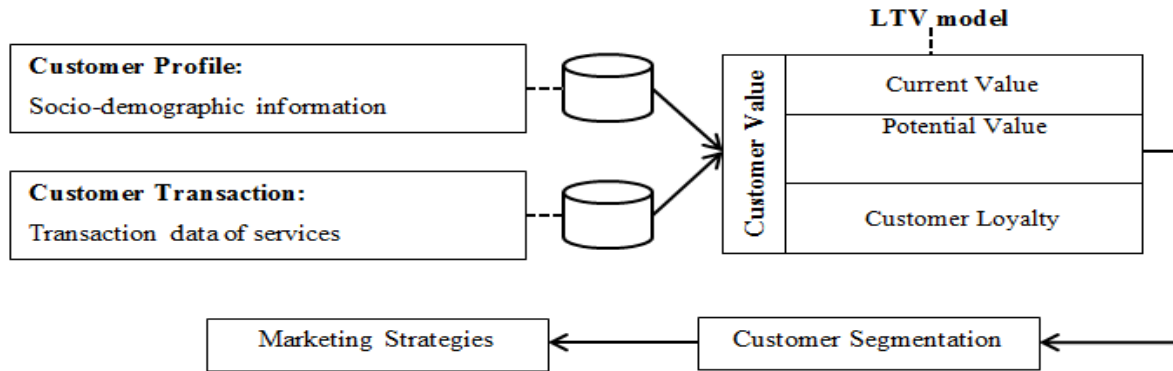 LTV model
Customer Profile:
Socio-demographic information
Customer Transaction:
Transaction data of services
Customer Value
Current Value
Potential Value
Customer Loyalty
Marketing Strategies
Customer Segmentation